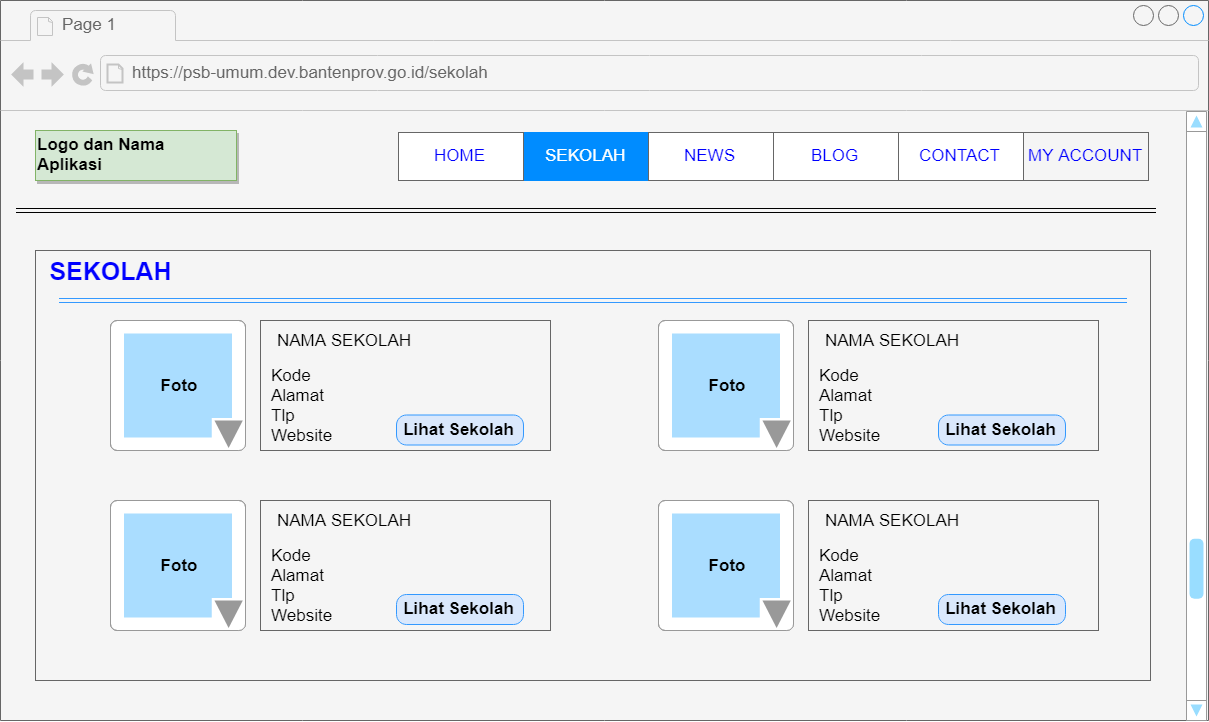 Page 1
https://psb-umum.dev.bantenprov.go.id/sekolah
Logo dan Nama
Aplikasi
HOME
SEKOLAH
NEWS
BLOG
CONTACT
MY ACCOUNT
SEKOLAH
Foto
NAMA SEKOLAH
Kode
Alamat
Tlp
Website
Lihat Sekolah
Foto
NAMA SEKOLAH
Kode
Alamat
Tlp
Website
Lihat Sekolah
Foto
NAMA SEKOLAH
Kode
Alamat
Tlp
Website
Lihat Sekolah
Foto
NAMA SEKOLAH
Kode
Alamat
Tlp
Website
Lihat Sekolah